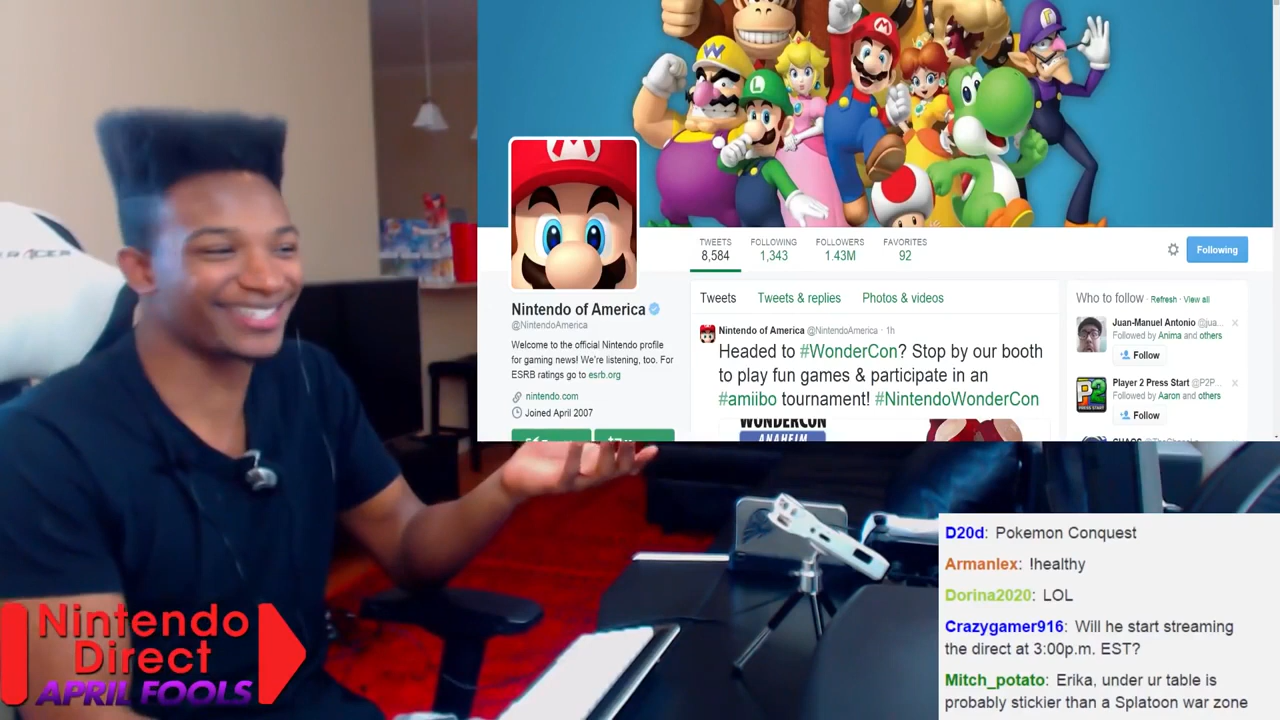 TWEETS
8,584
FOLLOWING
1,343
FOLLOWERS
1.43M
FAVORITES
92
Following
Nintendo of America
@NintendoAmerica
Welcome to the official Nintendo profile
for gaming news! We're listening, too. For
ESRB ratings go to esrb.org
nintendo.com
Joined April 2007
Tweets
Tweets & replies
Photos & videos
Nintendo of America @NintendoAmerica · 1h
Headed to #WonderCon? Stop by our booth
to play fun games & participate in an
#amiibo tournament! #NintendoWonderCon
WONDERCON
ANAHEIM
Who to follow · Refresh · View all
Juan-Manuel Antonio @jua...
Followed by Anima and others
Follow
Player 2 Press Start @P2P...
Followed by Aaron and others
Follow
D20d: Pokemon Conquest
Armanlex: !healthy
Dorina2020: LOL
Crazygamer916: Will he start streaming
the direct at 3:00p.m. EST?
Mitch_potato: Erika, under ur table is
probably stickier than a Splatoon war zone
Nintendo
Direct
APRIL FOOLS